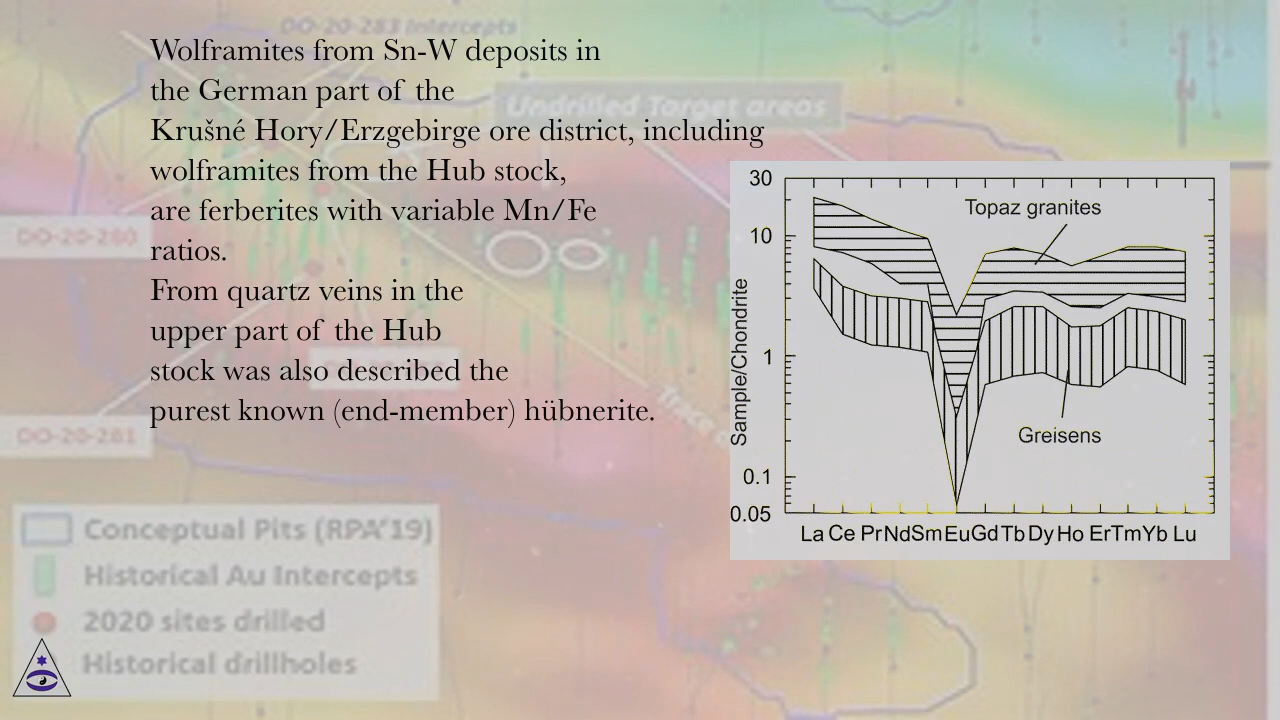 DO-20-283 Intercepts
Wolframites from Sn-W deposits in
the German part of the
Undrilled Target areas
Krušné Hory/Erzgebirge ore district, including
wolframites from the Hub stock,
are ferberites with variable Mn/Fe
ratios.
DO-20-280
From quartz veins in the
upper part of the Hub
stock was also described the
purest known (end-member) hübnerite.
Trace
DO-20-281
30
Topaz granites
10
Sample/Chondrite
1
Greisens
0.1
0.05
La Ce Pr Nd Sm Eu Gd Tb Dy Ho Er Tm Yb Lu
Conceptual Pits (RPA'19)
Historical Au Intercepts
2020 sites drilled
Historical drillholes